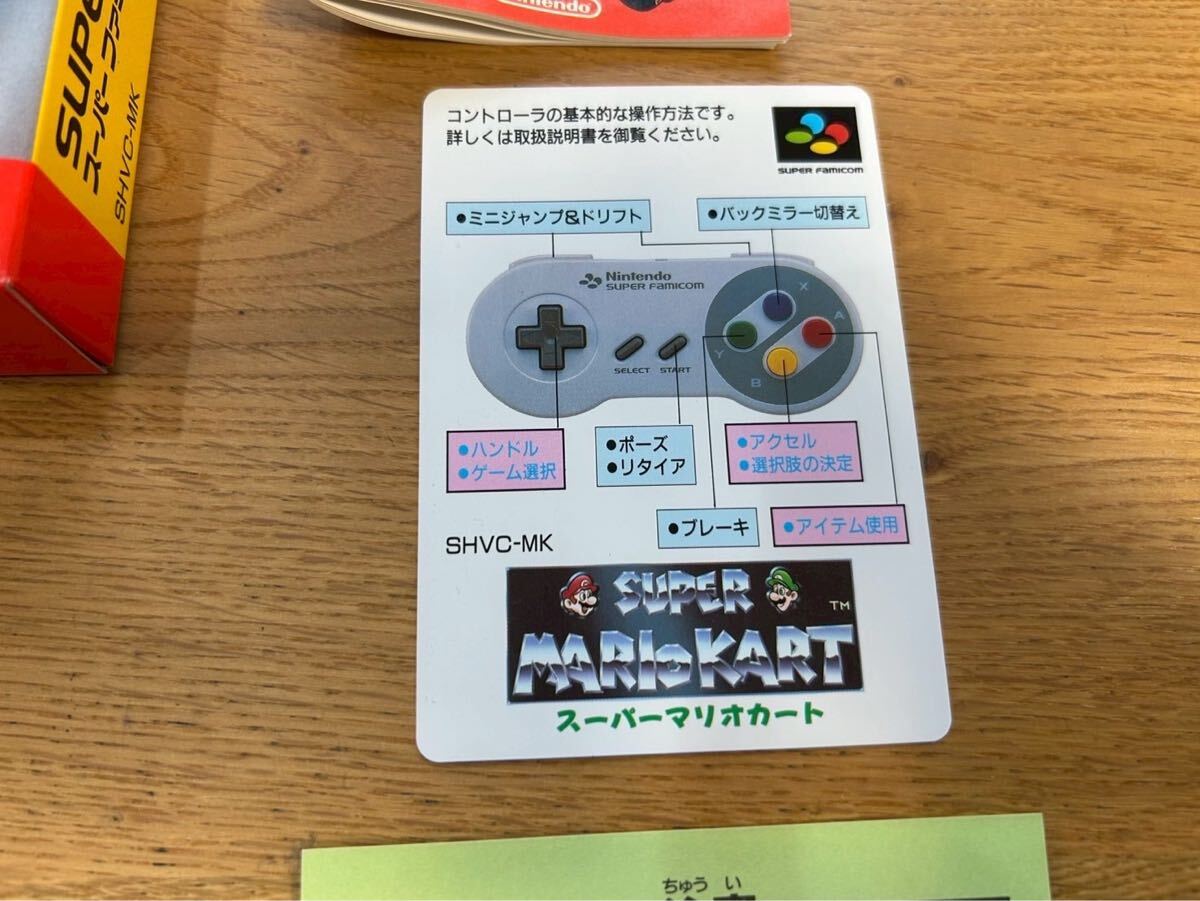 Nintendo
SUPER
スーパーファ
SHVC-MK
コントローラの基本的な操作方法です。
詳しくは取扱説明書を御覧ください。
SUPER FAMICOM
●ミニジャンプ&ドリフト
●バックミラー切替え
Nintendo
SUPER FAMICOM
X
A
Y
B
SELECT START
●ハンドル
●ゲーム選択
●ポーズ
●リタイア
●アクセル
●選択肢の決定
●ブレーキ
●アイテム使用
SHVC-MK
SUPER
MARIO KART
TM
スーパーマリオカート
ちゅう い